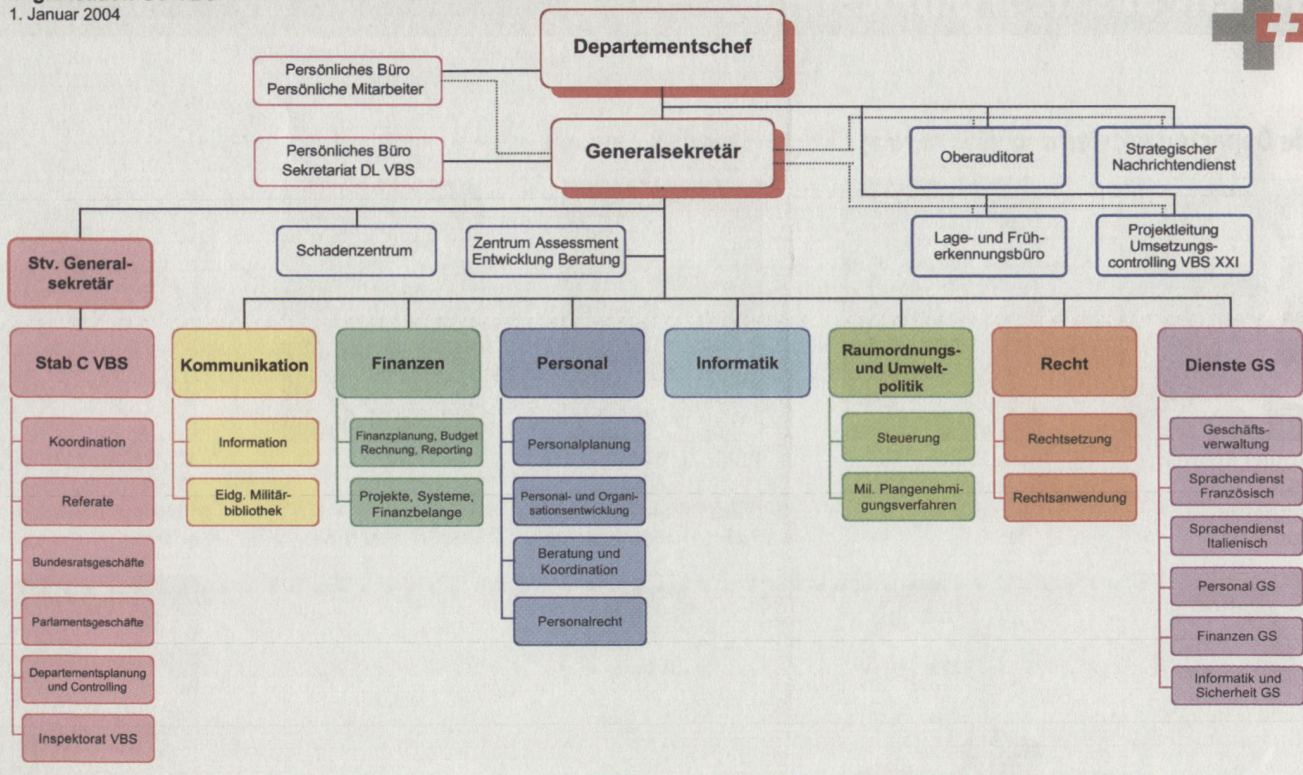 1. Januar 2004
Departementschef
Persönliches Büro
Persönliche Mitarbeiter
Generalsekretär
Persönliches Büro
Sekretariat DL VBS
Oberauditorat
Strategischer
Nachrichtendienst
Stv. General-
sekretär
Schadenzentrum
Zentrum Assessment
Entwicklung Beratung
Lage- und Früh-
erkennungsbüro
Projektleitung
Umsetzungs-
controlling VBS XXI
Stab C VBS
Koordination
Referate
Bundesratsgeschäfte
Parlamentsgeschäfte
Departementsplanung
und Controlling
Inspektorat VBS
Kommunikation
Information
Eidg. Militär-
bibliothek
Finanzen
Finanzplanung, Budget
Rechnung, Reporting
Projekte, Systeme,
Finanzbelange
Personal
Personalplanung
Personal- und Organi-
sationsentwicklung
Beratung und
Koordination
Personalrecht
Informatik
Raumordnungs-
und Umwelt-
politik
Steuerung
Mil. Plangenehmi-
gungsverfahren
Recht
Rechtsetzung
Rechtsanwendung
Dienste GS
Geschäfts-
verwaltung
Sprachendienst
Französisch
Sprachendienst
Italienisch
Personal GS
Finanzen GS
Informatik und
Sicherheit GS